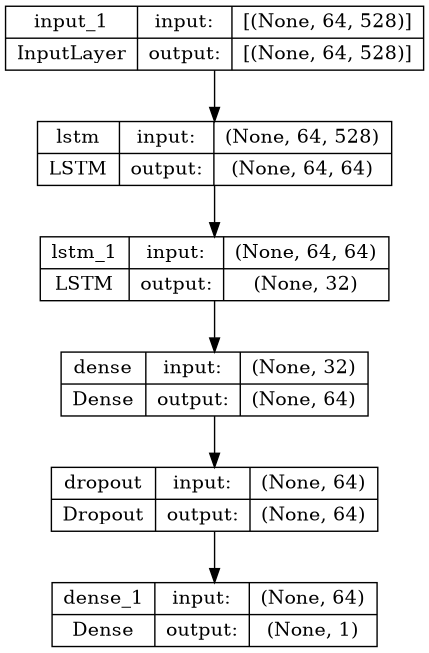 input_1 input: [(None, 64, 528)]
InputLayer output: [(None, 64, 528)]
lstm input: (None, 64, 528)
LSTM output: (None, 64, 64)
lstm_1 input: (None, 64, 64)
LSTM output: (None, 32)
dense input: (None, 32)
Dense output: (None, 64)
dropout input: (None, 64)
Dropout output: (None, 64)
dense_1 input: (None, 64)
Dense output: (None, 1)